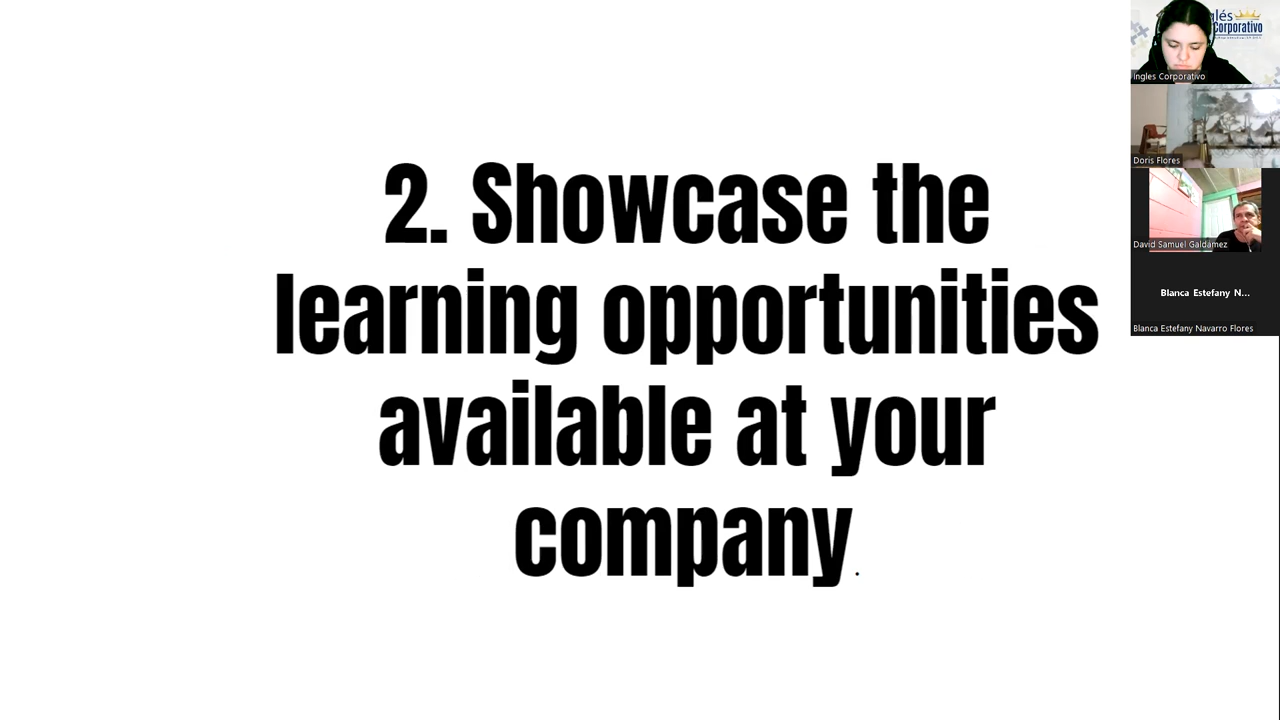 2. Showcase the
learning opportunities
available at your
company.
glés
Corporativo
Ingles Corporativo
Doris Flores
David Samuel Galdamez
Blanca Estefany N...
Blanca Estefany Navarro Flores